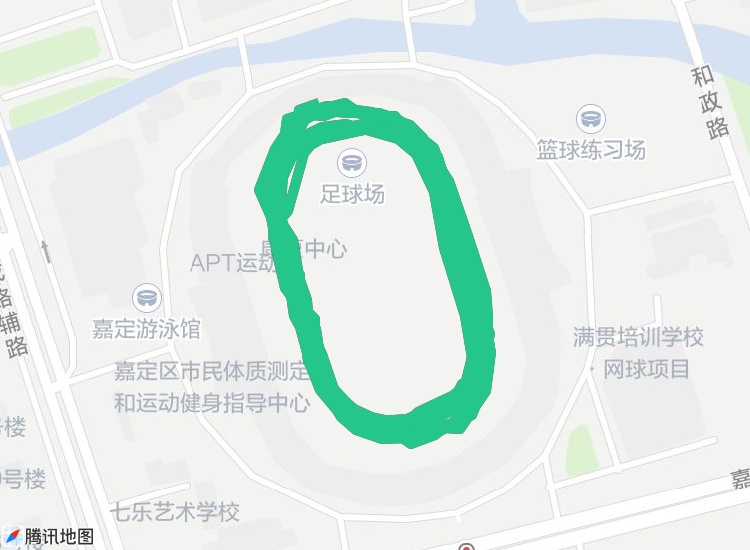 和政路
篮球练习场
足球场
中心
APT运动
嘉定游泳馆
路辅路
满贯培训学校
网球项目
嘉定区市民体质测定
和运动健身指导中心
号楼
号楼
七乐艺术学校
嘉
腾讯地图